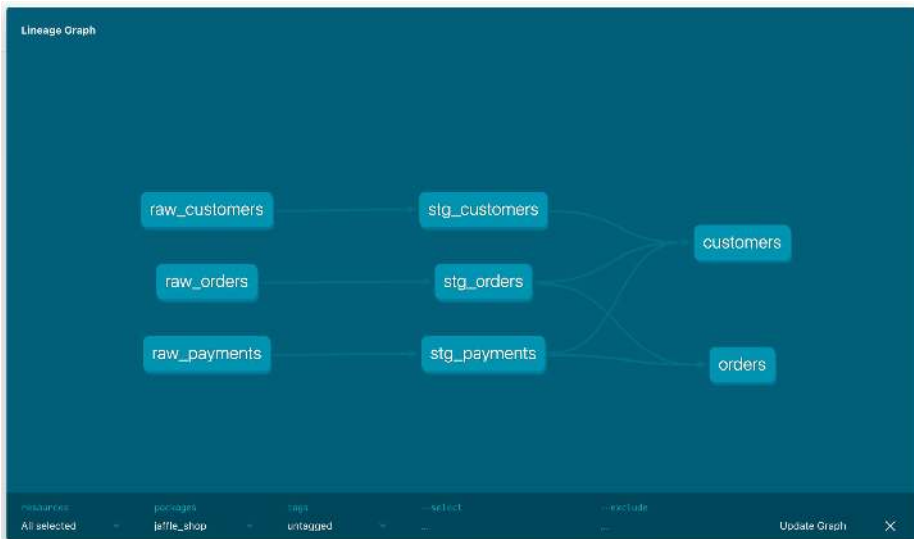 Lineage Graph
raw_customers
stg_customers
customers
raw_orders
stg_orders
raw_payments
stg_payments
orders
resources packages tags --select --exclude
All selected jaffle_shop untagged ... ... Update Graph